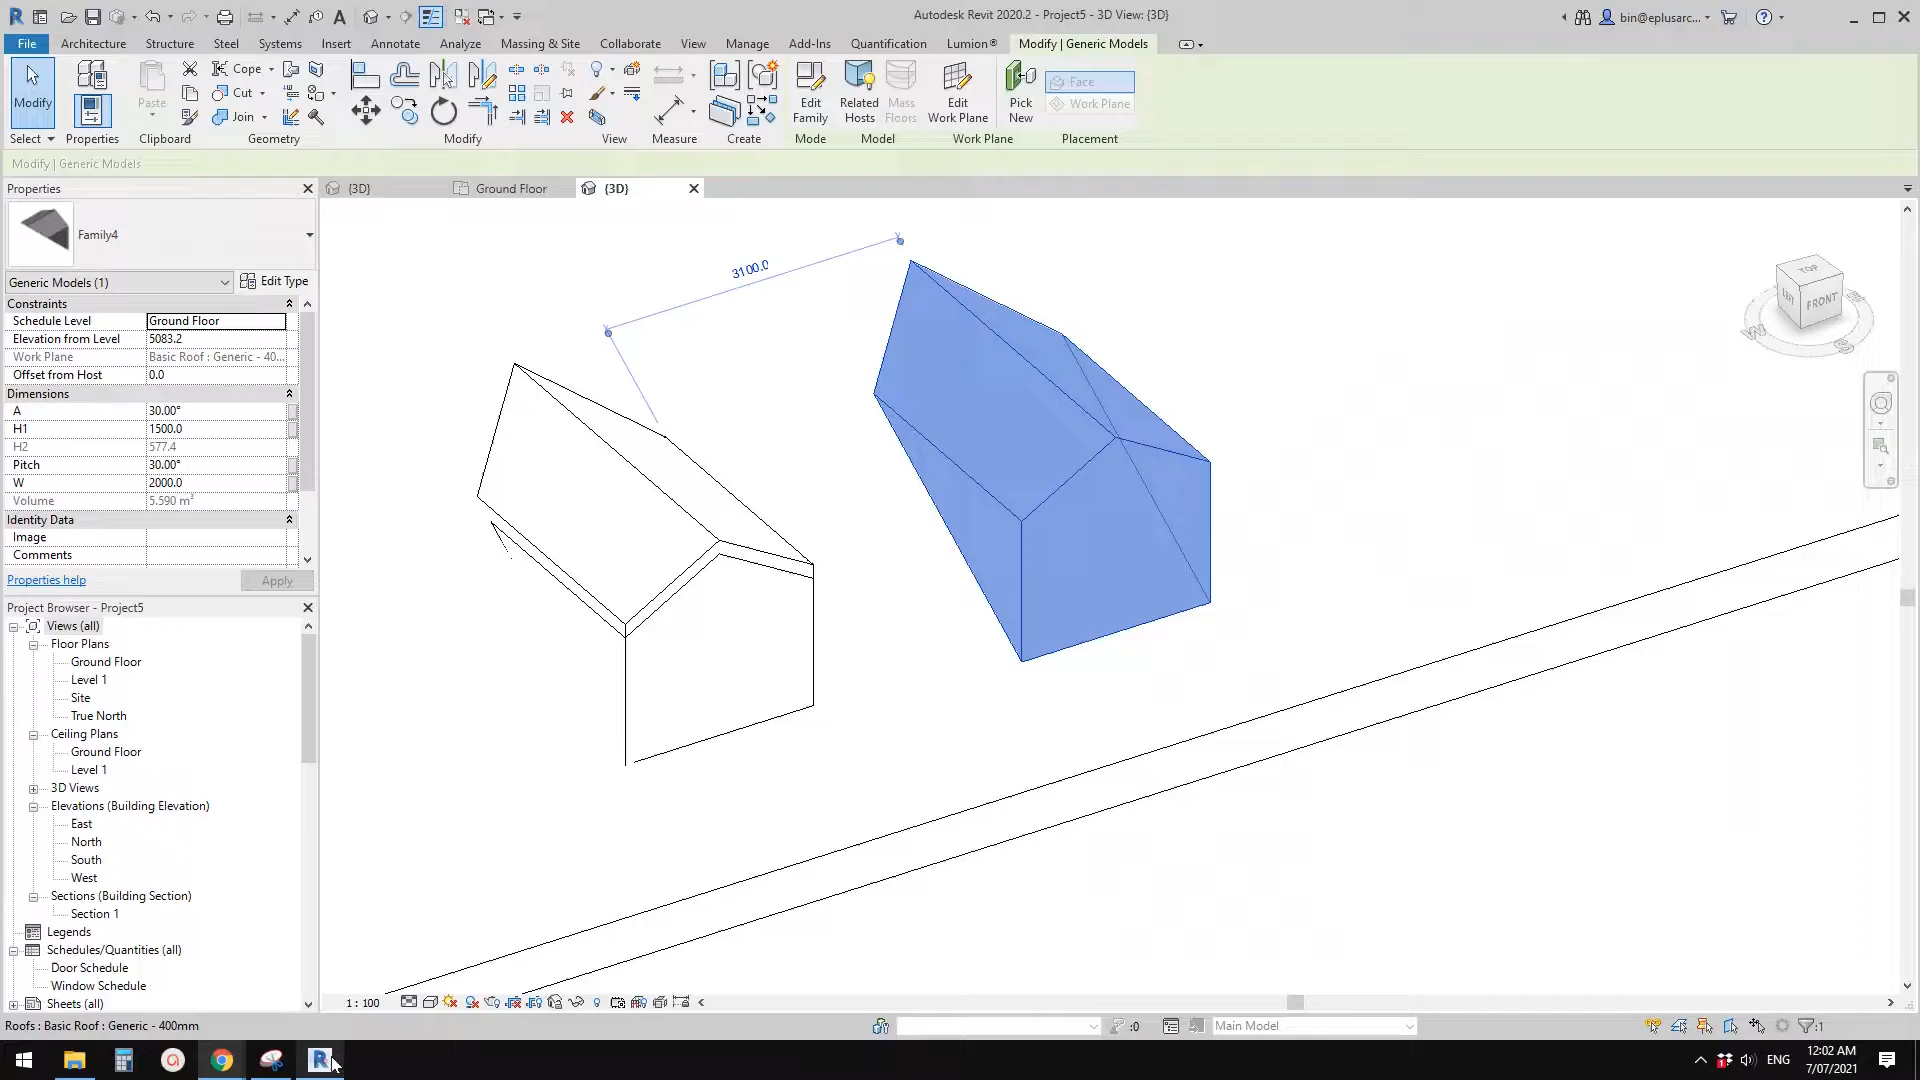 Autodesk Revit 2020.2 - Project5 - 3D View: {3D}
bin@eplusarc...
File Architecture Structure Steel Systems Insert Annotate Analyze Massing & Site Collaborate View Manage Add-Ins Quantification Lumion® Modify | Generic Models
Modify
Paste
Cope
Cut
Join
Edit Family
Related Hosts
Mass Floors
Edit Work Plane
Pick New
Face
Work Plane
Select Properties Clipboard Geometry Modify View Measure Create Mode Model Work Plane Placement
Modify | Generic Models
Properties
{3D} Ground Floor {3D}
Family4
Generic Models (1) Edit Type
Constraints
Schedule Level Ground Floor
Elevation from Level 5083.2
Work Plane Basic Roof : Generic - 40...
Offset from Host 0.0
Dimensions
A 30.00°
H1 1500.0
H2 577.4
Pitch 30.00°
W 2000.0
Volume 5.590 m³
Identity Data
Image
Comments
Properties help Apply
3100.0
TOP
LEFT FRONT
W S
Project Browser - Project5
Views (all)
Floor Plans
Ground Floor
Level 1
Site
True North
Ceiling Plans
Ground Floor
Level 1
3D Views
Elevations (Building Elevation)
East
North
South
West
Sections (Building Section)
Section 1
Legends
Schedules/Quantities (all)
Door Schedule
Window Schedule
Sheets (all)
1 : 100
Roofs : Basic Roof : Generic - 400mm :0 Main Model :1
ENG
12:02 AM
7/07/2021